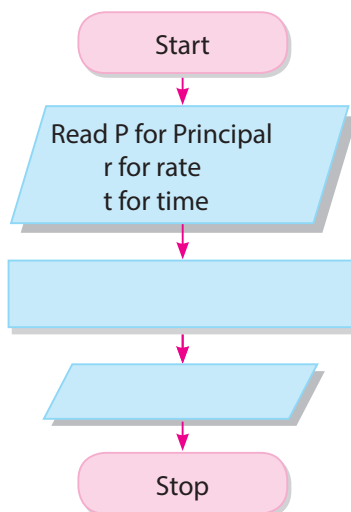 Start
Read P for Principal
r for rate
t for time
Stop